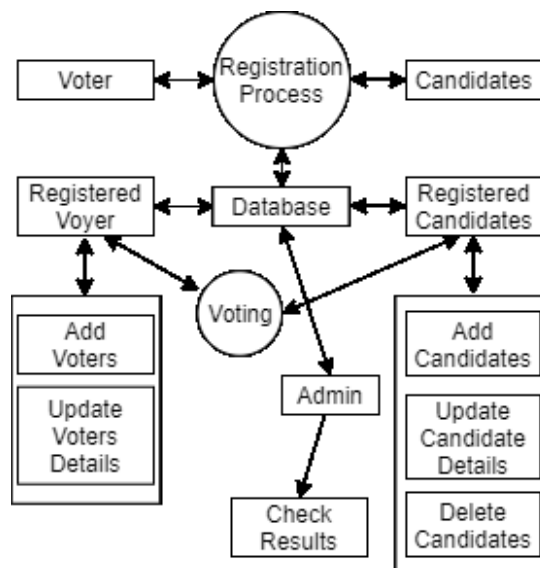 Voter
Registration
Process
Candidates
Registered
Voyer
Database
Registered
Candidates
Voting
Add
Voters
Update
Voters
Details
Admin
Check
Results
Add
Candidates
Update
Candidate
Details
Delete
Candidates